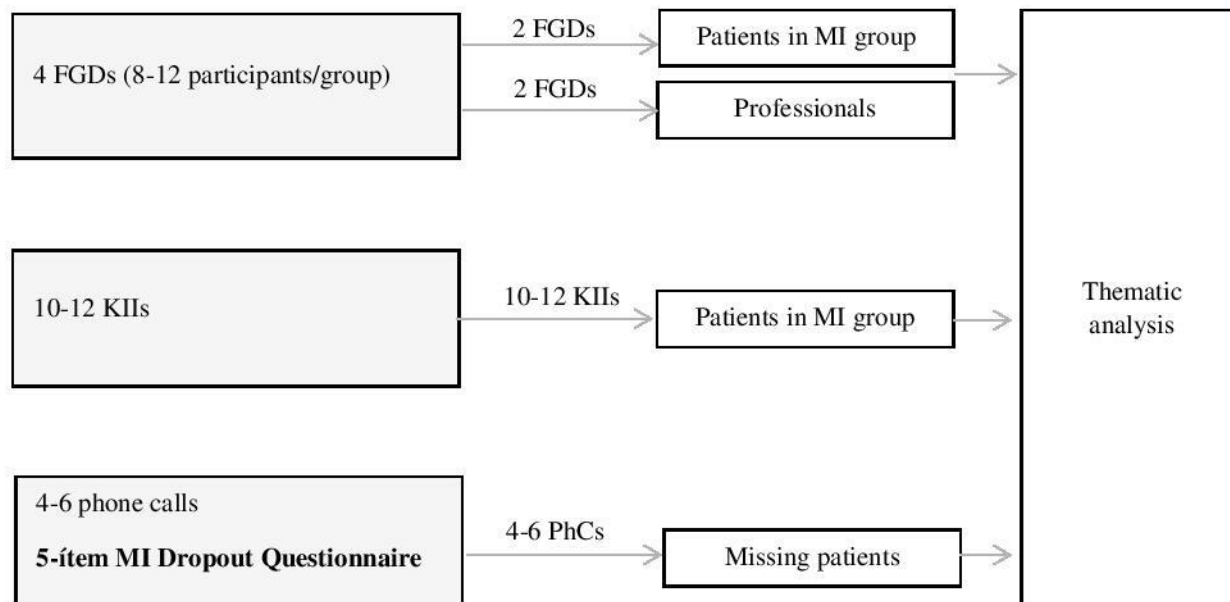 4 FGDs (8-12 participants/group)
2 FGDs
Patients in MI group
2 FGDs
Professionals
10-12 KIIs
10-12 KIIs
Patients in MI group
4-6 phone calls
5-ítem MI Dropout Questionnaire
4-6 PhCs
Missing patients
Thematic
analysis